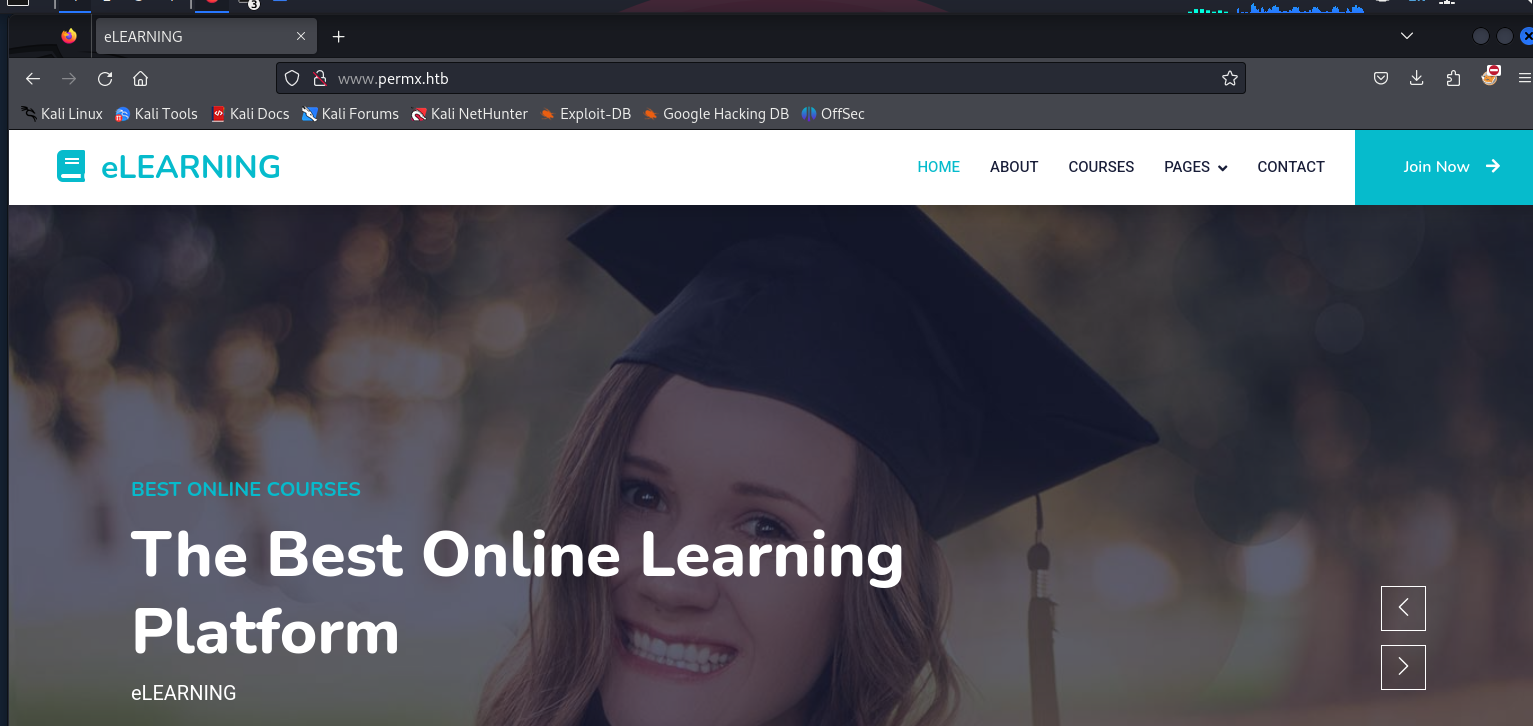 3
eLEARNING
www.permx.htb
Kali Linux Kali Tools Kali Docs Kali Forums Kali NetHunter Exploit-DB Google Hacking DB OffSec
eLEARNING HOME ABOUT COURSES PAGES CONTACT Join Now
BEST ONLINE COURSES
The Best Online Learning
Platform
eLEARNING